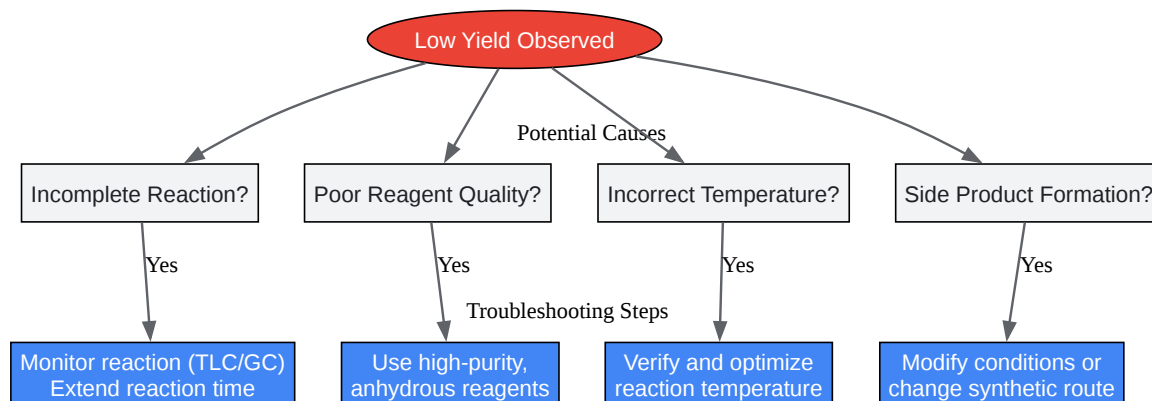 Low Yield Observed
Potential Causes
Incomplete Reaction?
Poor Reagent Quality?
Incorrect Temperature?
Side Product Formation?
Yes
Yes
Yes
Yes
Troubleshooting Steps
Monitor reaction (TLC/GC)
Extend reaction time
Use high-purity,
anhydrous reagents
Verify and optimize
reaction temperature
Modify conditions or
change synthetic route